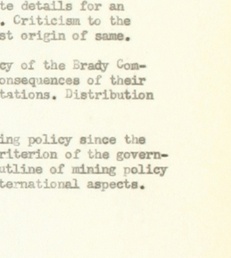 te details for an
. Criticism to the
st origin of same.
cy of the Brady Com-
onsequences of their
tations. Distribution
ing policy since the
riterion of the govern-
utline of mining policy
ternational aspects.